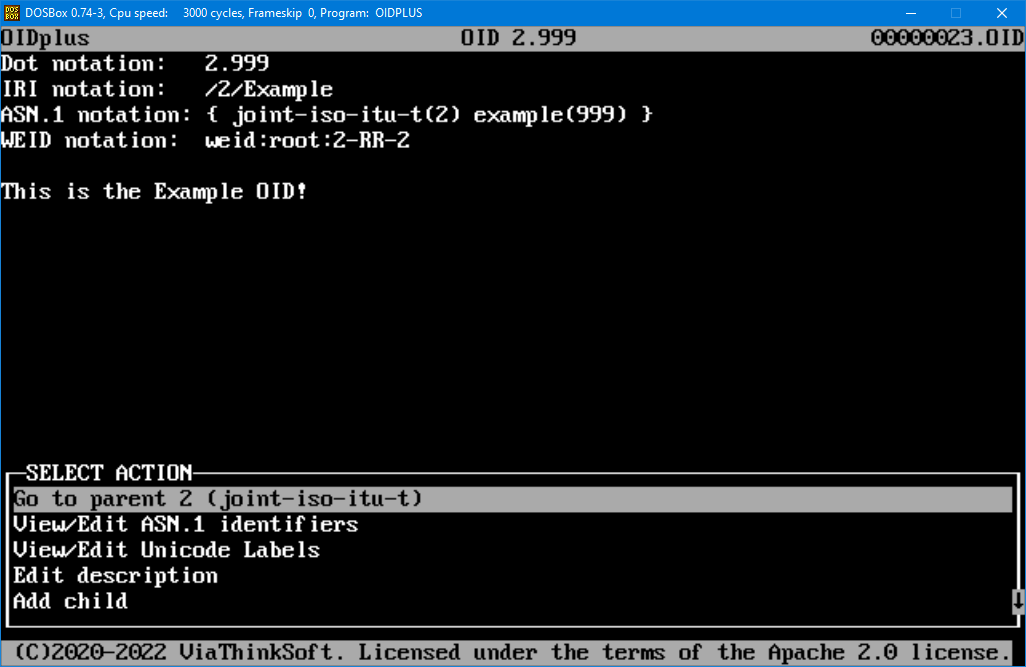 DOSBox 0.74-3, Cpu speed:    3000 cycles, Frameskip  0, Program:  OIDPLUS
OIDplus OID 2.999 00000023.OID
Dot notation:   2.999
IRI notation:   /2/Example
ASN.1 notation: { joint-iso-itu-t(2) example(999) }
WEID notation:  weid:root:2-RR-2
This is the Example OID!
SELECT ACTION
Go to parent 2 (joint-iso-itu-t)
View/Edit ASN.1 identifiers
View/Edit Unicode Labels
Edit description
Add child
(C)2020-2022 ViaThinkSoft. Licensed under the terms of the Apache 2.0 license.